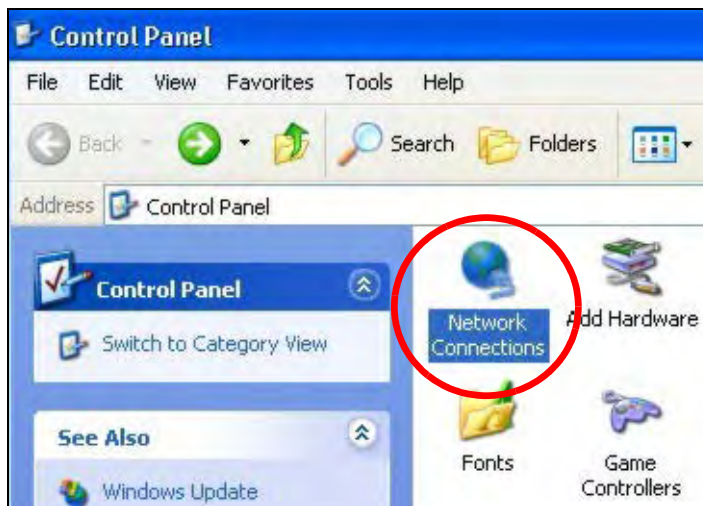 Control Panel
File Edit View Favorites Tools Help
Back Search Folders
Address Control Panel
Control Panel
Switch to Category View
See Also
Windows Update
Network
Connections
Add Hardware
Fonts
Game
Controllers